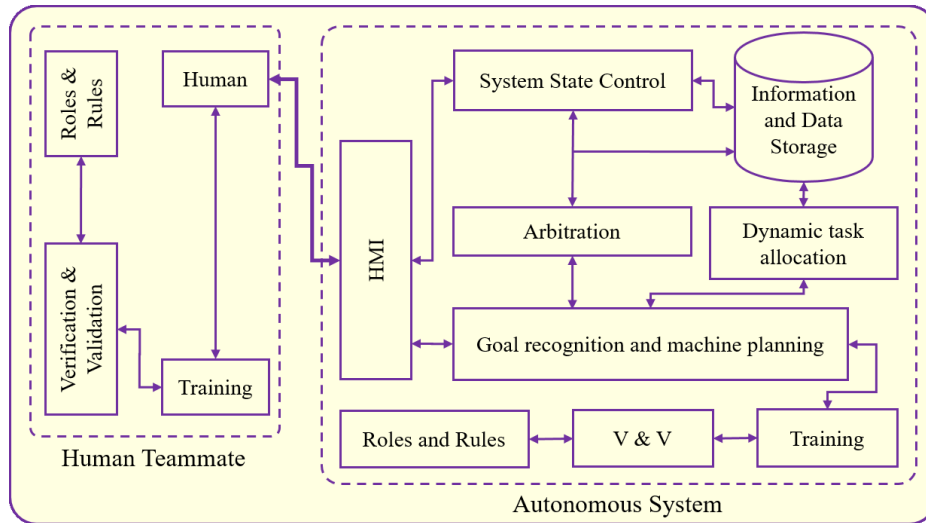 Roles &
Rules
Human
Verification &
Validation
Training
Human Teammate
System State Control
Information
and Data
Storage
HMI
Arbitration
Dynamic task
allocation
Goal recognition and machine planning
Roles and Rules
V & V
Training
Autonomous System